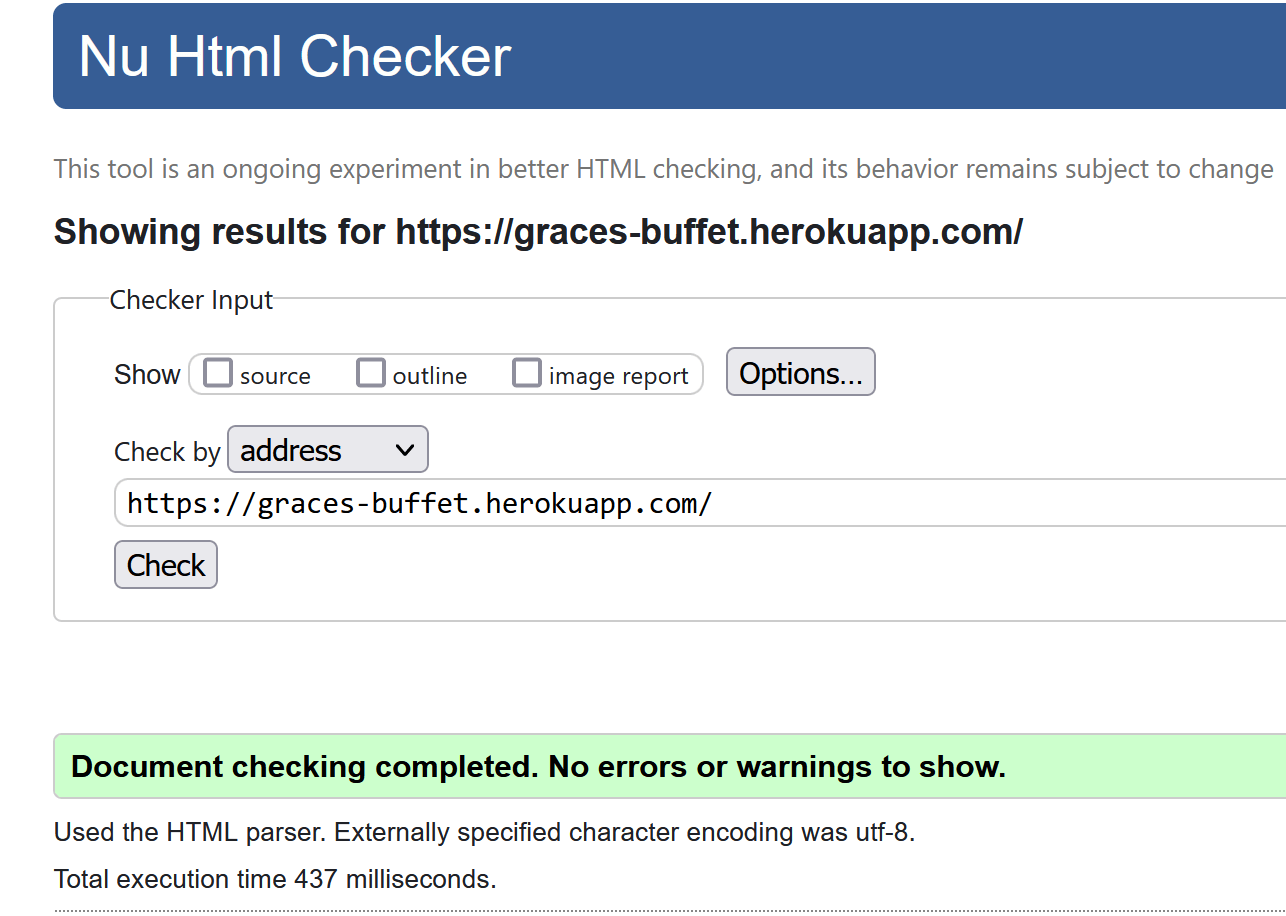 Nu Html Checker
This tool is an ongoing experiment in better HTML checking, and its behavior remains subject to change
Showing results for https://graces-buffet.herokuapp.com/
Checker Input
Show source outline image report Options...
Check by address
https://graces-buffet.herokuapp.com/
Check
Document checking completed. No errors or warnings to show.
Used the HTML parser. Externally specified character encoding was utf-8.
Total execution time 437 milliseconds.